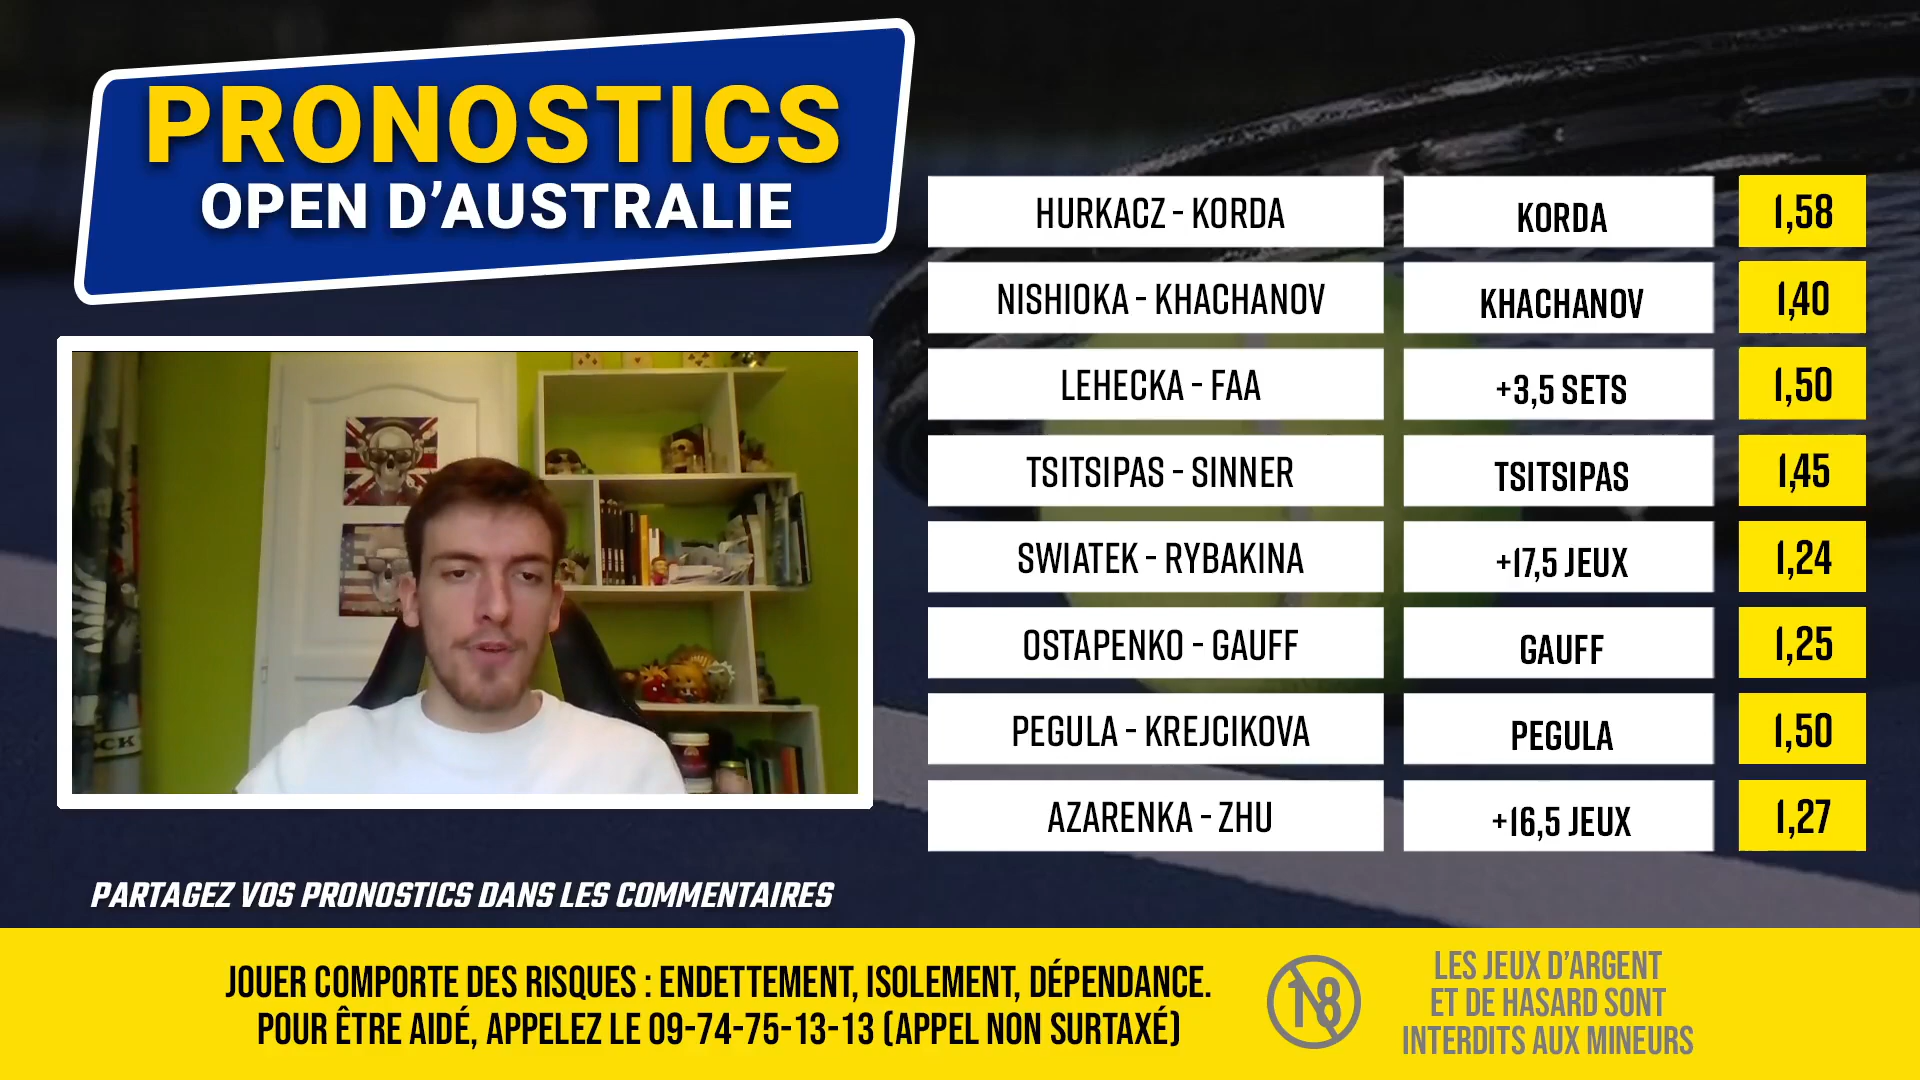 PRONOSTICS
OPEN D'AUSTRALIE
HURKACZ - KORDA KORDA 1,58
NISHIOKA - KHACHANOV KHACHANOV 1,40
LEHECKA - FAA +3,5 SETS 1,50
TSITSIPAS - SINNER TSITSIPAS 1,45
SWIATEK - RYBAKINA +17,5 JEUX 1,24
OSTAPENKO - GAUFF GAUFF 1,25
PEGULA - KREJCIKOVA PEGULA 1,50
AZARENKA - ZHU +16,5 JEUX 1,27
OCK
PARTAGEZ VOS PRONOSTICS DANS LES COMMENTAIRES
JOUER COMPORTE DES RISQUES : ENDETTEMENT, ISOLEMENT, DÉPENDANCE.
POUR ÊTRE AIDÉ, APPELEZ LE 09-74-75-13-13 (APPEL NON SURTAXÉ)
18
LES JEUX D'ARGENT
ET DE HASARD SONT
INTERDITS AUX MINEURS